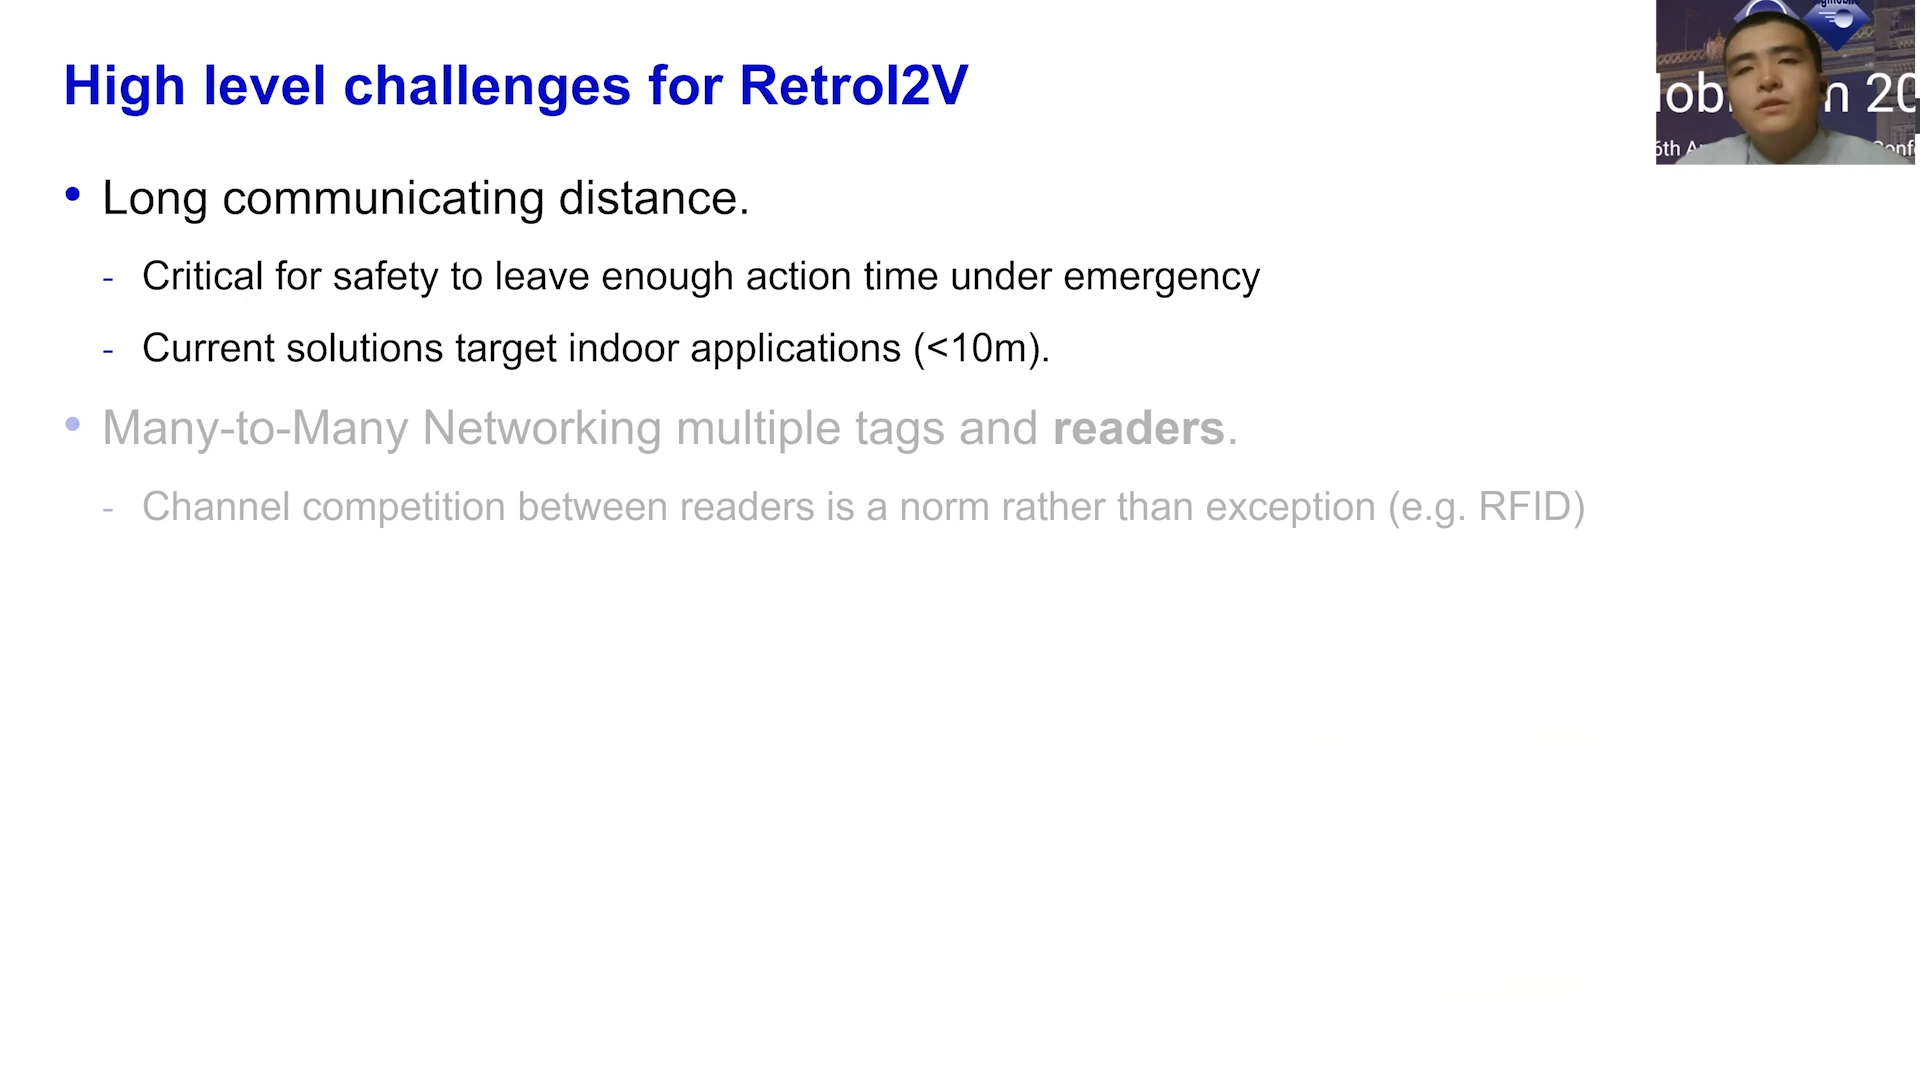 High level challenges for RetroI2V
• Long communicating distance.
- Critical for safety to leave enough action time under emergency
- Current solutions target indoor applications (<10m).
• Many-to-Many Networking multiple tags and readers.
- Channel competition between readers is a norm rather than exception (e.g. RFID)